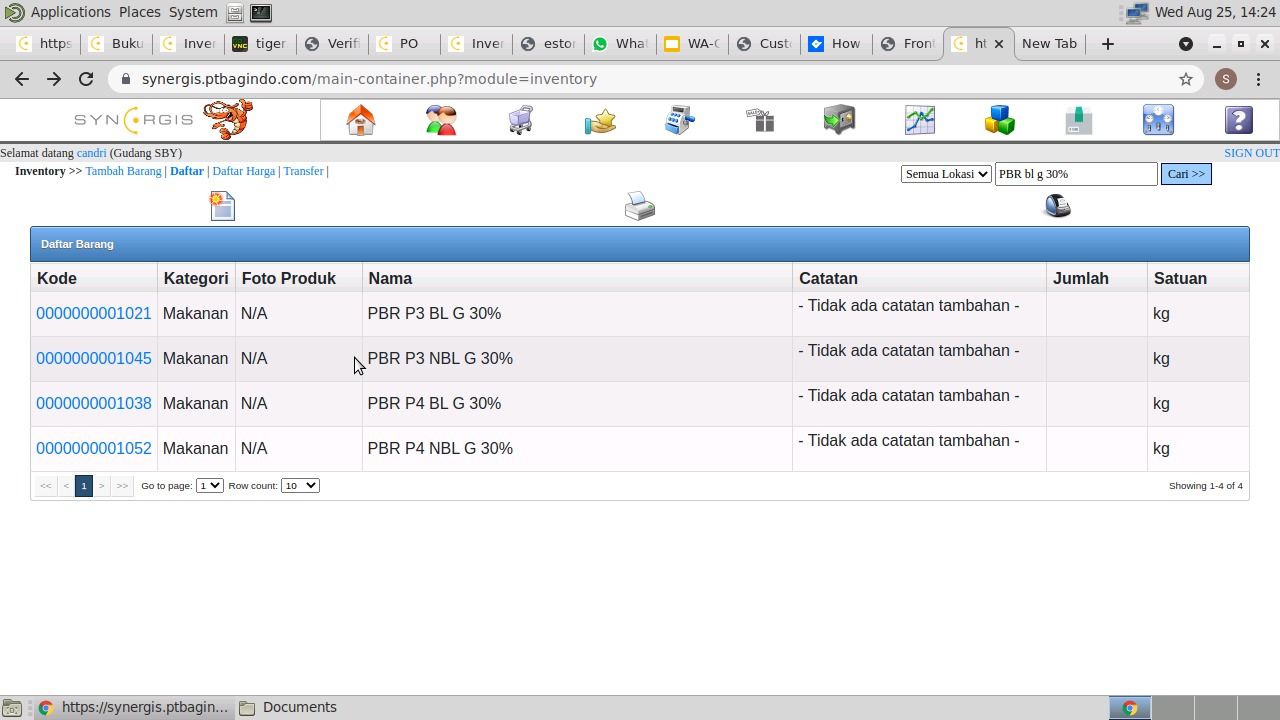 Applications Places System Wed Aug 25, 14:24
https Buku Inver tiger Verifi PO Inver estor What WA-C Cust How Front ht New Tab
synergis.ptbagindo.com/main-container.php?module=inventory S
SYNERGIS
Selamat datang candri (Gudang SBY) SIGN OUT
Inventory >> Tambah Barang | Daftar | Daftar Harga | Transfer | Semua Lokasi PBR bl g 30% Cari >>
Daftar Barang
Kode Kategori Foto Produk Nama Catatan Jumlah Satuan
0000000001021 Makanan N/A PBR P3 BL G 30% - Tidak ada catatan tambahan - kg
0000000001045 Makanan N/A PBR P3 NBL G 30% - Tidak ada catatan tambahan - kg
0000000001038 Makanan N/A PBR P4 BL G 30% - Tidak ada catatan tambahan - kg
0000000001052 Makanan N/A PBR P4 NBL G 30% - Tidak ada catatan tambahan - kg
<< < 1 > >> Go to page: 1 Row count: 10 Showing 1-4 of 4
https://synergis.ptbagin... Documents